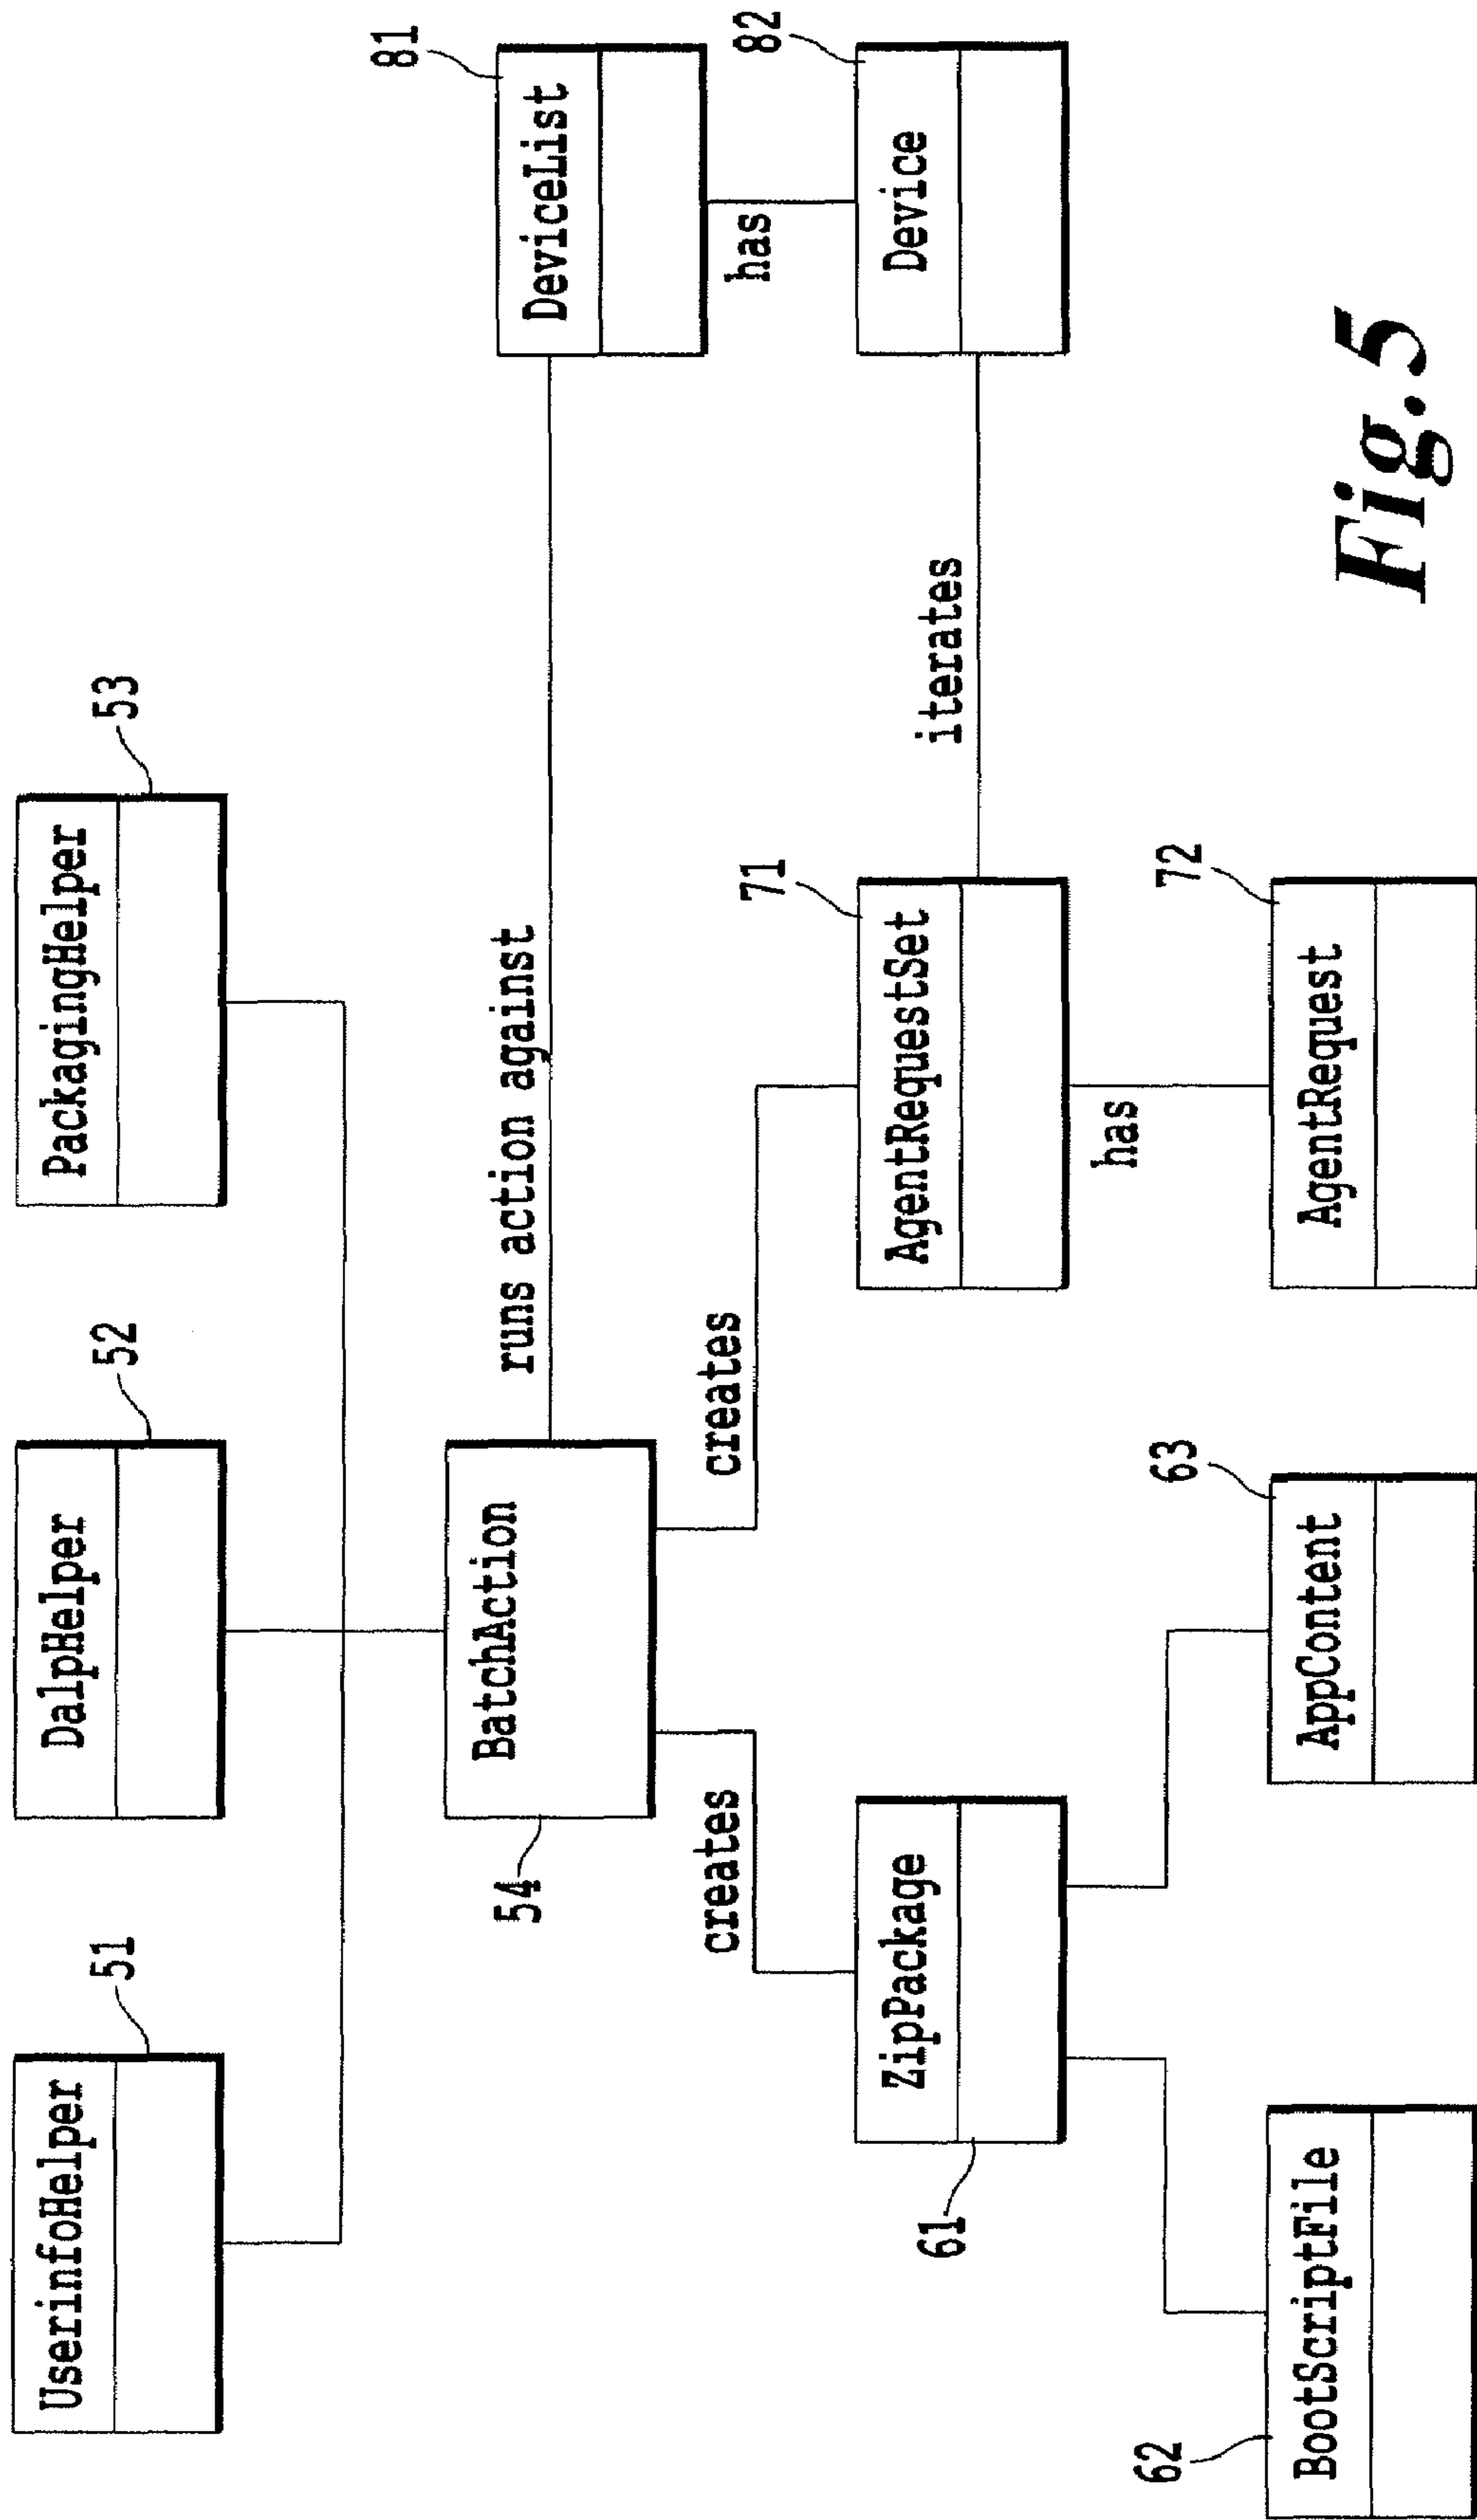 51
52
53
UserinfoHelper
DalpHelper
PackagingHelper
81
runs action against
DeviceList
54
BatchAction
has
creates
creates
71
82
ZipPackage
AgentRequestSet
iterates
Device
61
has
62
63
72
BootScriptFile
AppContent
AgentRequest
Fig.5